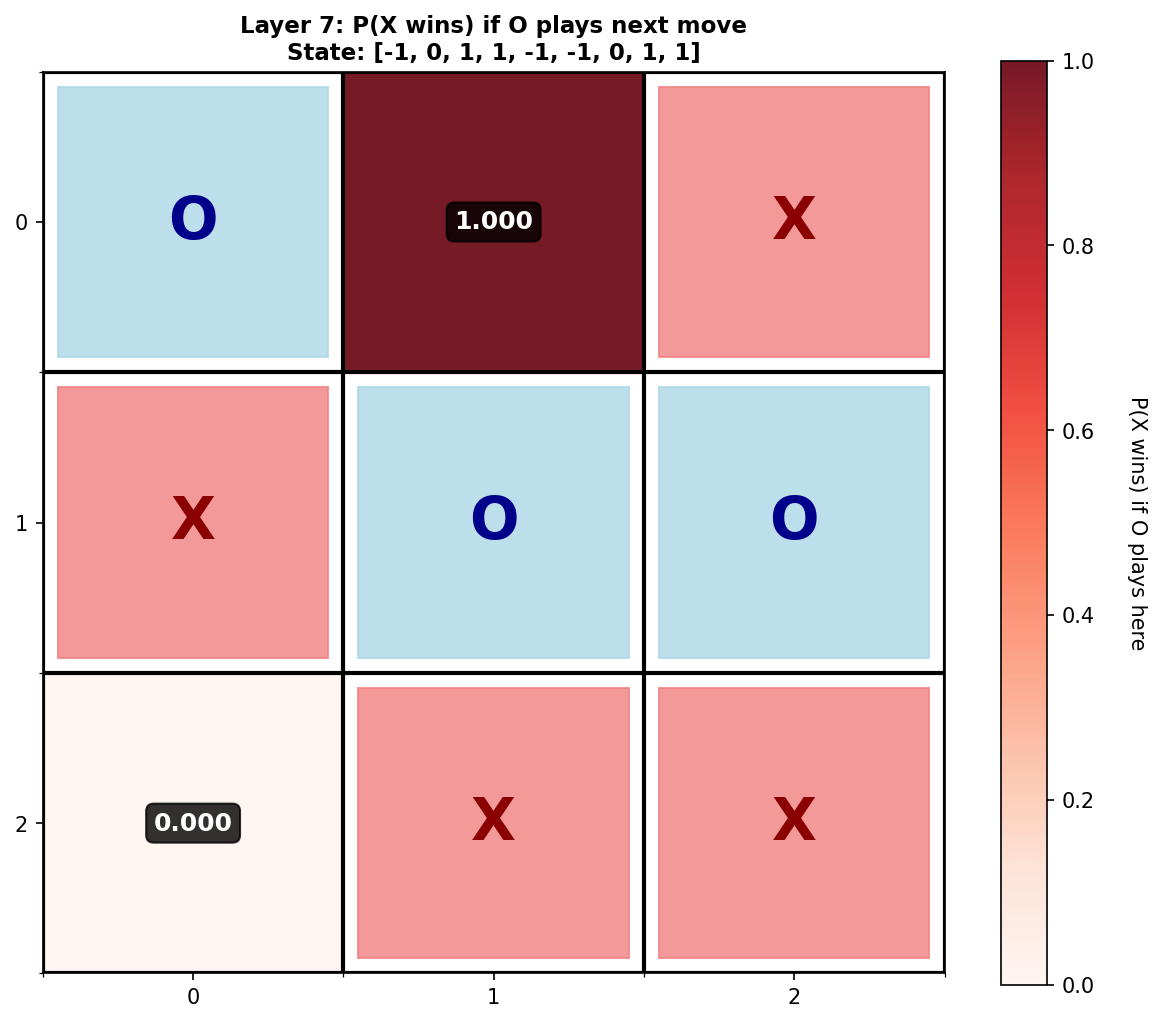 Layer 7: P(X wins) if O plays next move
State: [-1, 0, 1, 1, -1, -1, 0, 1, 1]
O
1.000
X
X
O
O
0.000
X
X
0
1
2
0
1
2
1.0
0.8
0.6
0.4
0.2
0.0
P(X wins) if O plays here